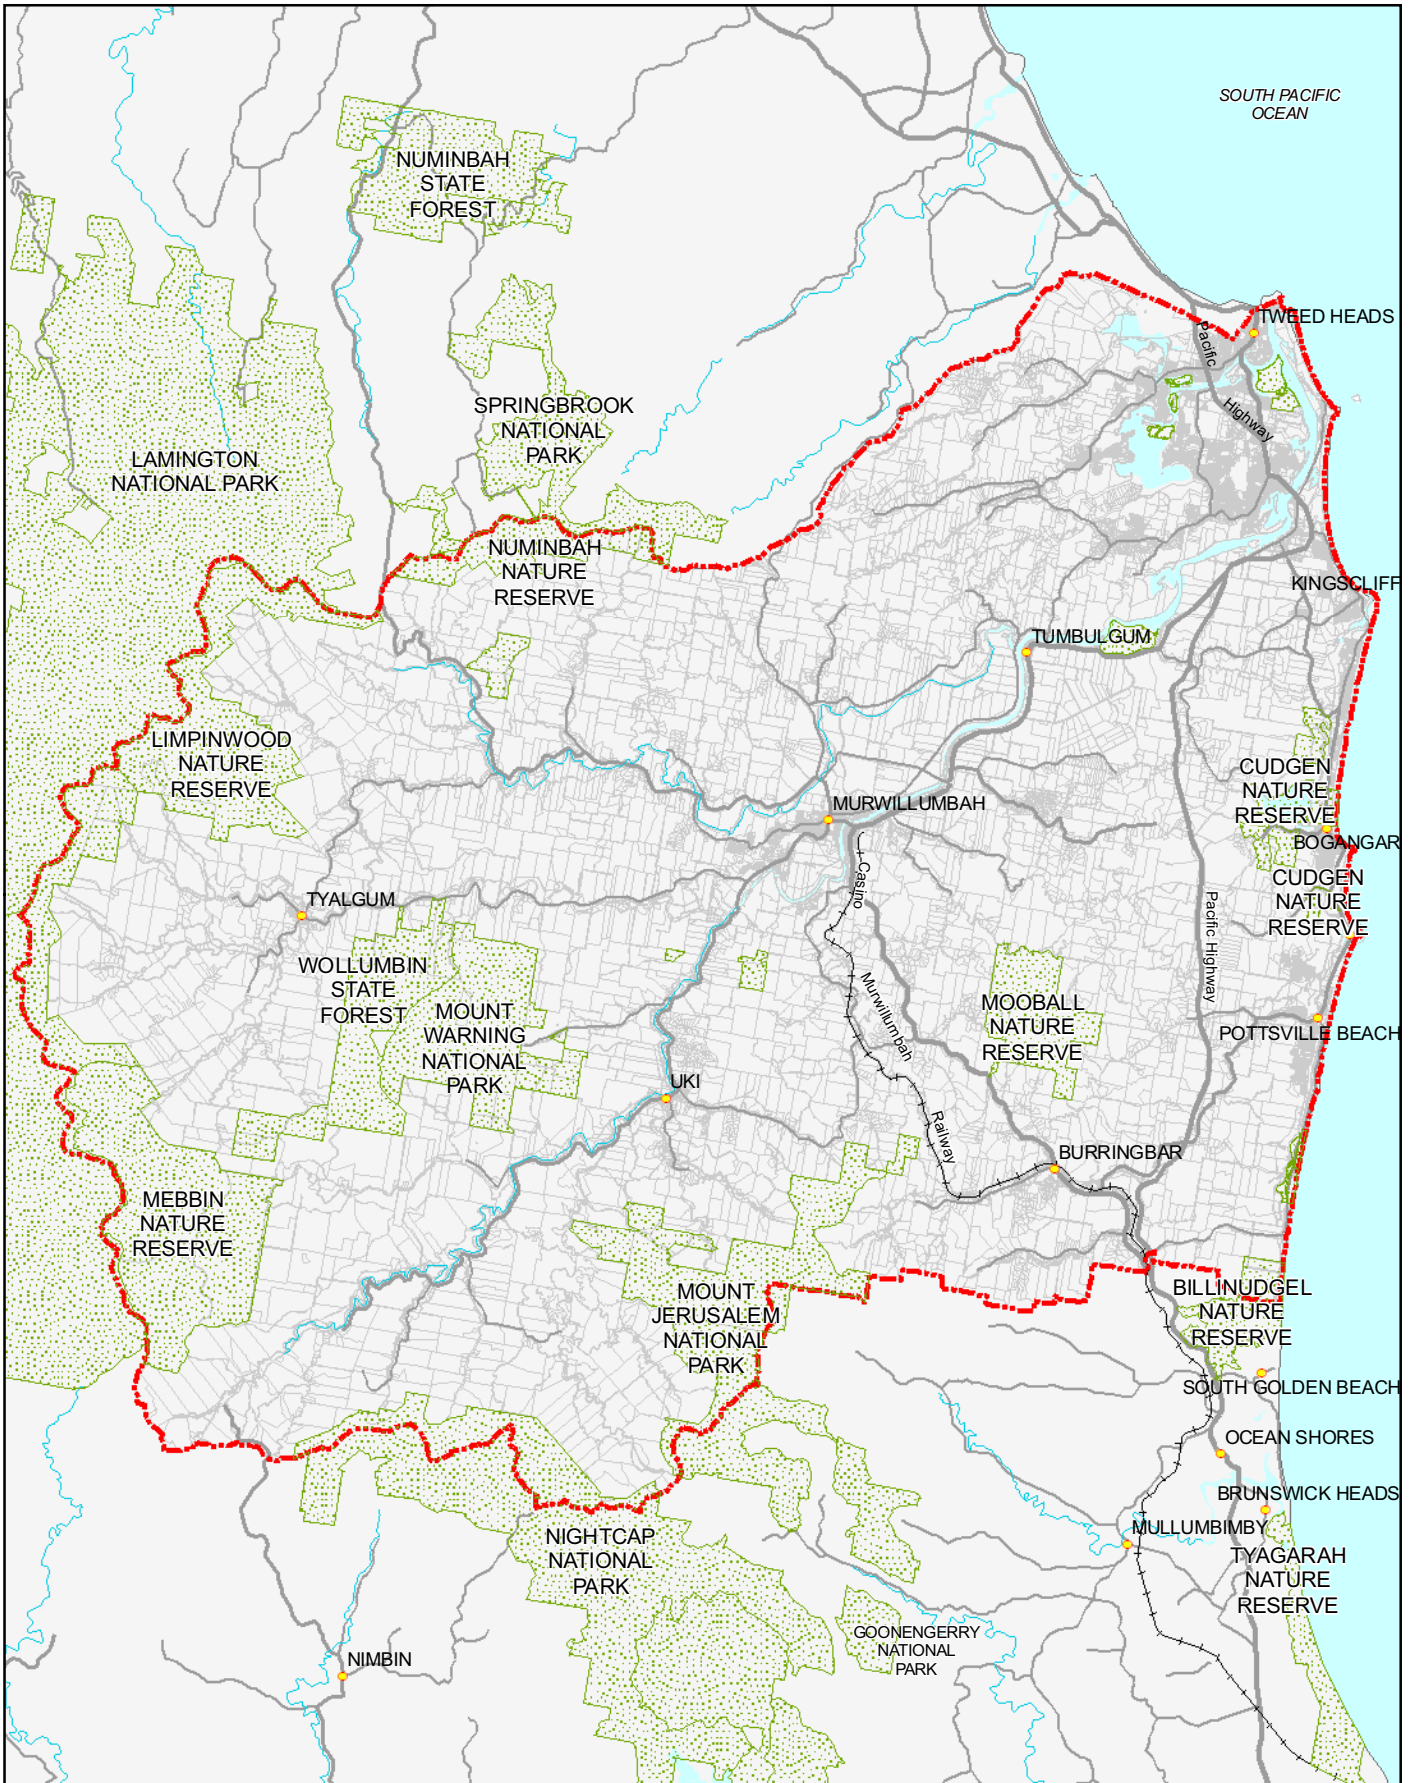 SOUTH PACIFIC
OCEAN
NUMINBAH
STATE
FOREST
TWEED HEADS
Pacific
Highway
SPRINGBROOK
NATIONAL
PARK
LAMINGTON
NATIONAL PARK
NUMINBAH
NATURE
RESERVE
KINGSCLIFF
TUMBULGUM
LIMPINWOOD
NATURE
RESERVE
CUDGEN
NATURE
RESERVE
MURWILLUMBAH
BOGANGAR
Casino
CUDGEN
NATURE
RESERVE
TYALGUM
Pacific Highway
WOLLUMBIN
STATE
FOREST
MOUNT
WARNING
NATIONAL
PARK
Murwillumbah
MOOBALL
NATURE
RESERVE
POTTSVILLE BEACH
UKI
Railway
BURRINGBAR
MEBBIN
NATURE
RESERVE
MOUNT
JERUSALEM
NATIONAL
PARK
BILLINUDGEL
NATURE
RESERVE
SOUTH GOLDEN BEACH
OCEAN SHORES
BRUNSWICK HEADS
MULLUMBIMBY
NIGHTCAP
NATIONAL
PARK
TYAGARAH
NATURE
RESERVE
GOONENGERRY
NATIONAL
PARK
NIMBIN